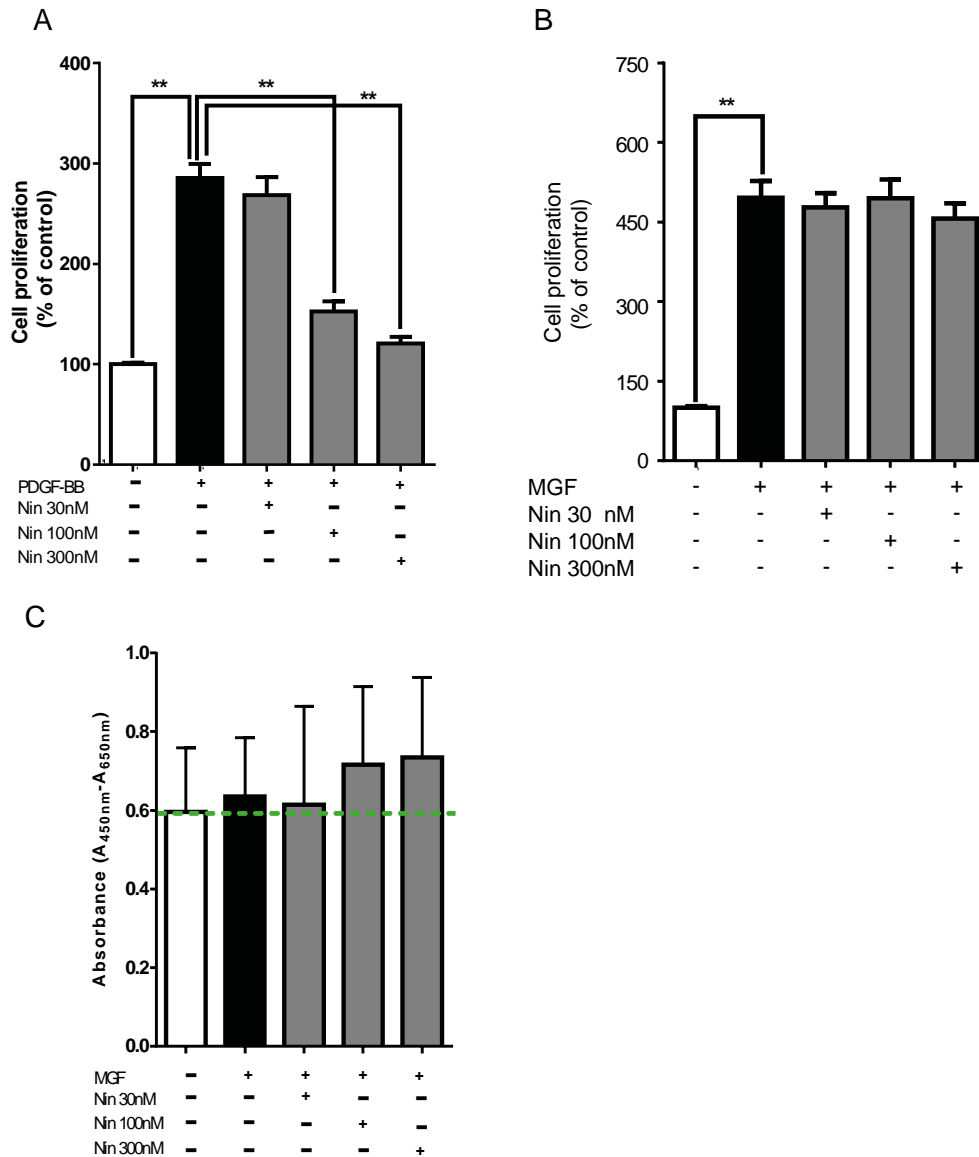 A
Cell proliferation
(% of control)
400
300
200
100
0
**
**
**
PDGF-BB - + + + +
Nin 30nM - - + - -
Nin 100nM - - - + -
Nin 300nM - - - - +
B
Cell proliferation
(% of control)
750
600
450
300
150
0
**
MGF - + + + +
Nin 30 nM - - + - -
Nin 100nM - - - + -
Nin 300nM - - - - +
C
Absorbance (A450nm-A650nm)
1.0
0.8
0.6
0.4
0.2
0.0
MGF - + + + +
Nin 30nM - - + - -
Nin 100nM - - - + -
Nin 300nM - - - - +